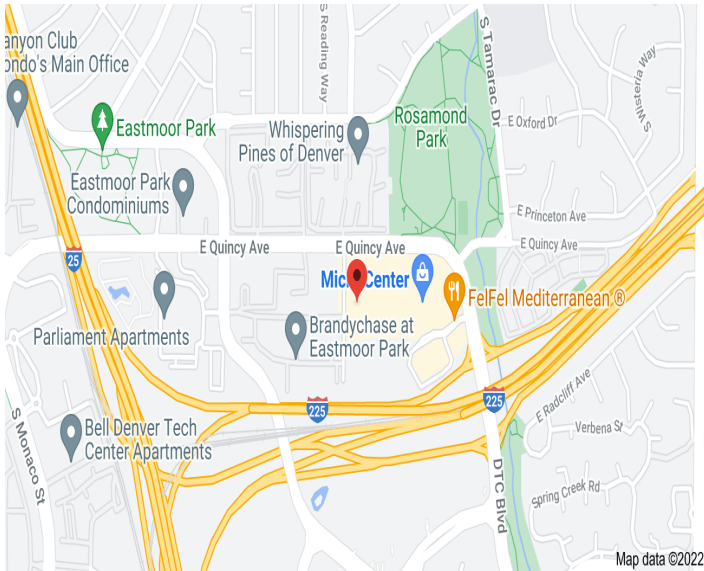 anyon Club
ondo's Main Office
S Reading Way
S Tamarac Dr
S Wisteria Way
Eastmoor Park
Whispering
Pines of Denver
Rosamond
Park
E Oxford Dr
Eastmoor Park
Condominiums
E Princeton Ave
E Quincy Ave
E Quincy Ave
E Quincy Ave
25
Center
FelFel Mediterranean ®
Parliament Apartments
Brandychase at
Eastmoor Park
225
225
E Radcliff Ave
S Monaco St
Bell Denver Tech
Center Apartments
Verbena St
DTC Blvd
Spring Creek Rd
Map data ©2022